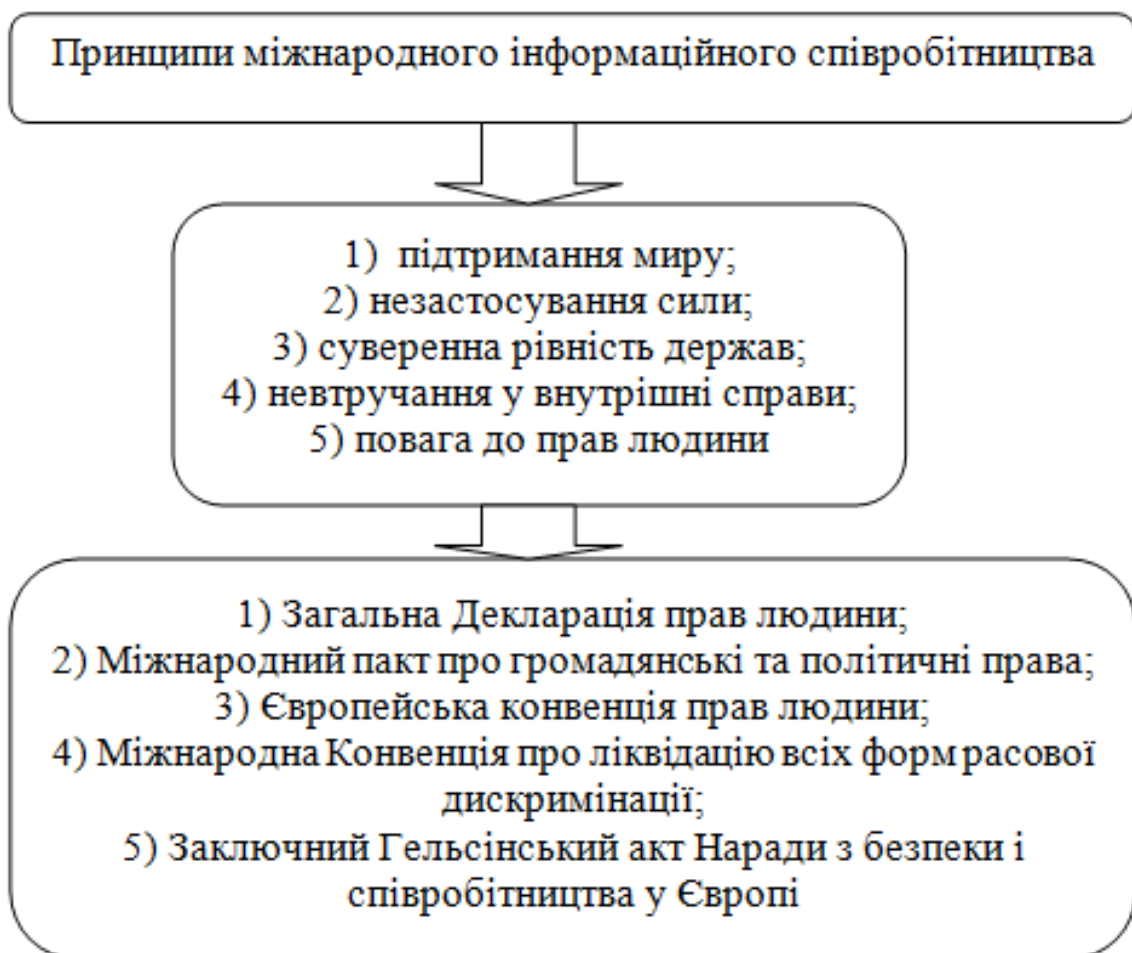 Принципи міжнародного інформаційного співробітництва
1) підтримання миру;
2) незастосування сили;
3) суверенна рівність держав;
4) невтручання у внутрішні справи;
5) повага до прав людини
1) Загальна Декларація прав людини;
2) Міжнародний пакт про громадянські та політичні права;
3) Європейська конвенція прав людини;
4) Міжнародна Конвенція про ліквідацію всіх форм расової
дискримінації;
5) Заключний Гельсінський акт Наради з безпеки і
співробітництва у Європі